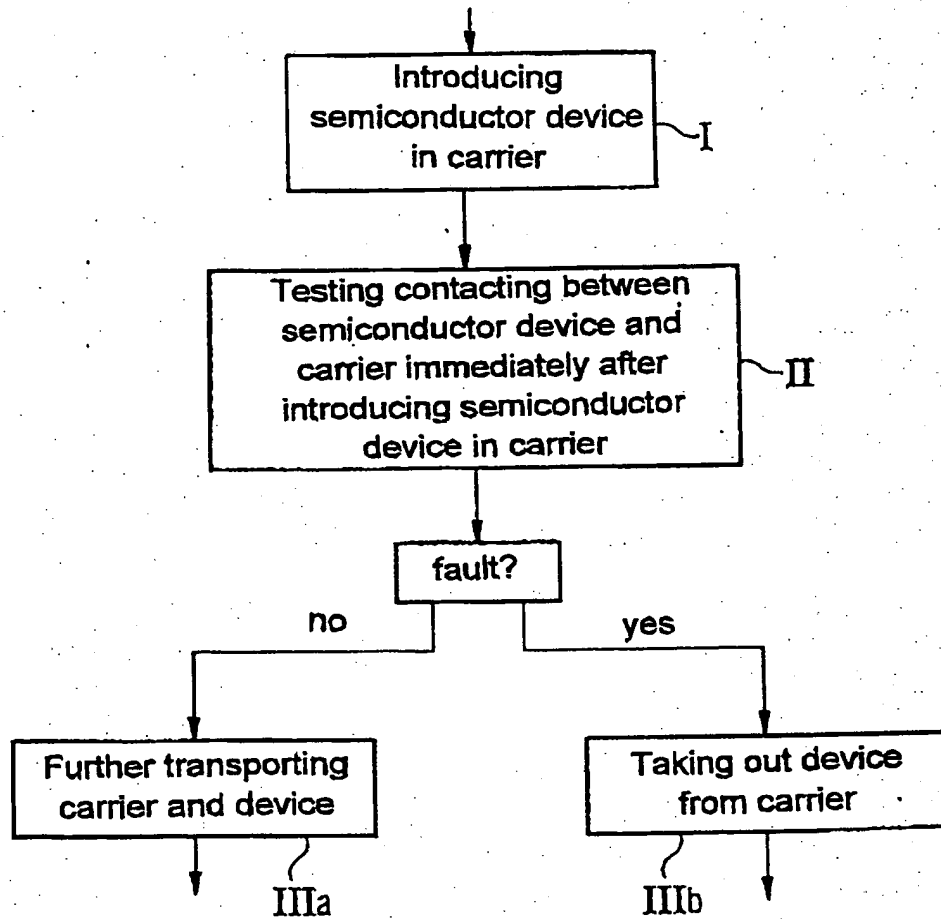 Introducing
semiconductor device
in carrier
I
Testing contacting between
semiconductor device and
carrier immediately after
introducing semiconductor
device in carrier
II
fault?
no
yes
Further transporting
carrier and device
Taking out device
from carrier
IIIa
IIIb